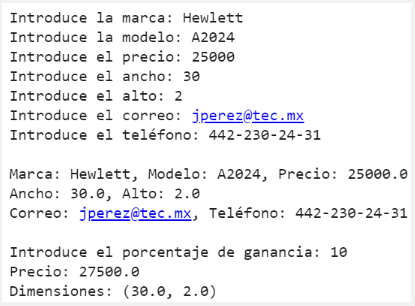 Introduce la marca: Hewlett
Introduce la modelo: A2024
Introduce el precio: 25000
Introduce el ancho: 30
Introduce el alto: 2
Introduce el correo: jperez@tec.mx
Introduce el teléfono: 442-230-24-31
Marca: Hewlett, Modelo: A2024, Precio: 25000.0
Ancho: 30.0, Alto: 2.0
Correo: jperez@tec.mx, Teléfono: 442-230-24-31
Introduce el porcentaje de ganancia: 10
Precio: 27500.0
Dimensiones: (30.0, 2.0)